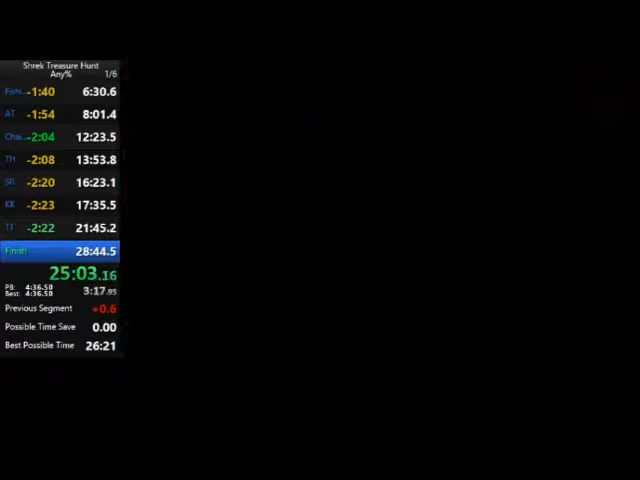 Shrek Treasure Hunt
Any% 1/6
Fishi... -1:40 6:30.6
AT -1:54 8:01.4
Chai... -2:04 12:23.5
TH -2:08 13:53.8
SR -2:20 16:23.1
KK -2:23 17:35.5
TT -2:22 21:45.2
Finish 28:44.5
25:03.16
PB: 4:36.50
Best: 4:36.50 3:17.95
Previous Segment +0.6
Possible Time Save 0.00
Best Possible Time 26:21